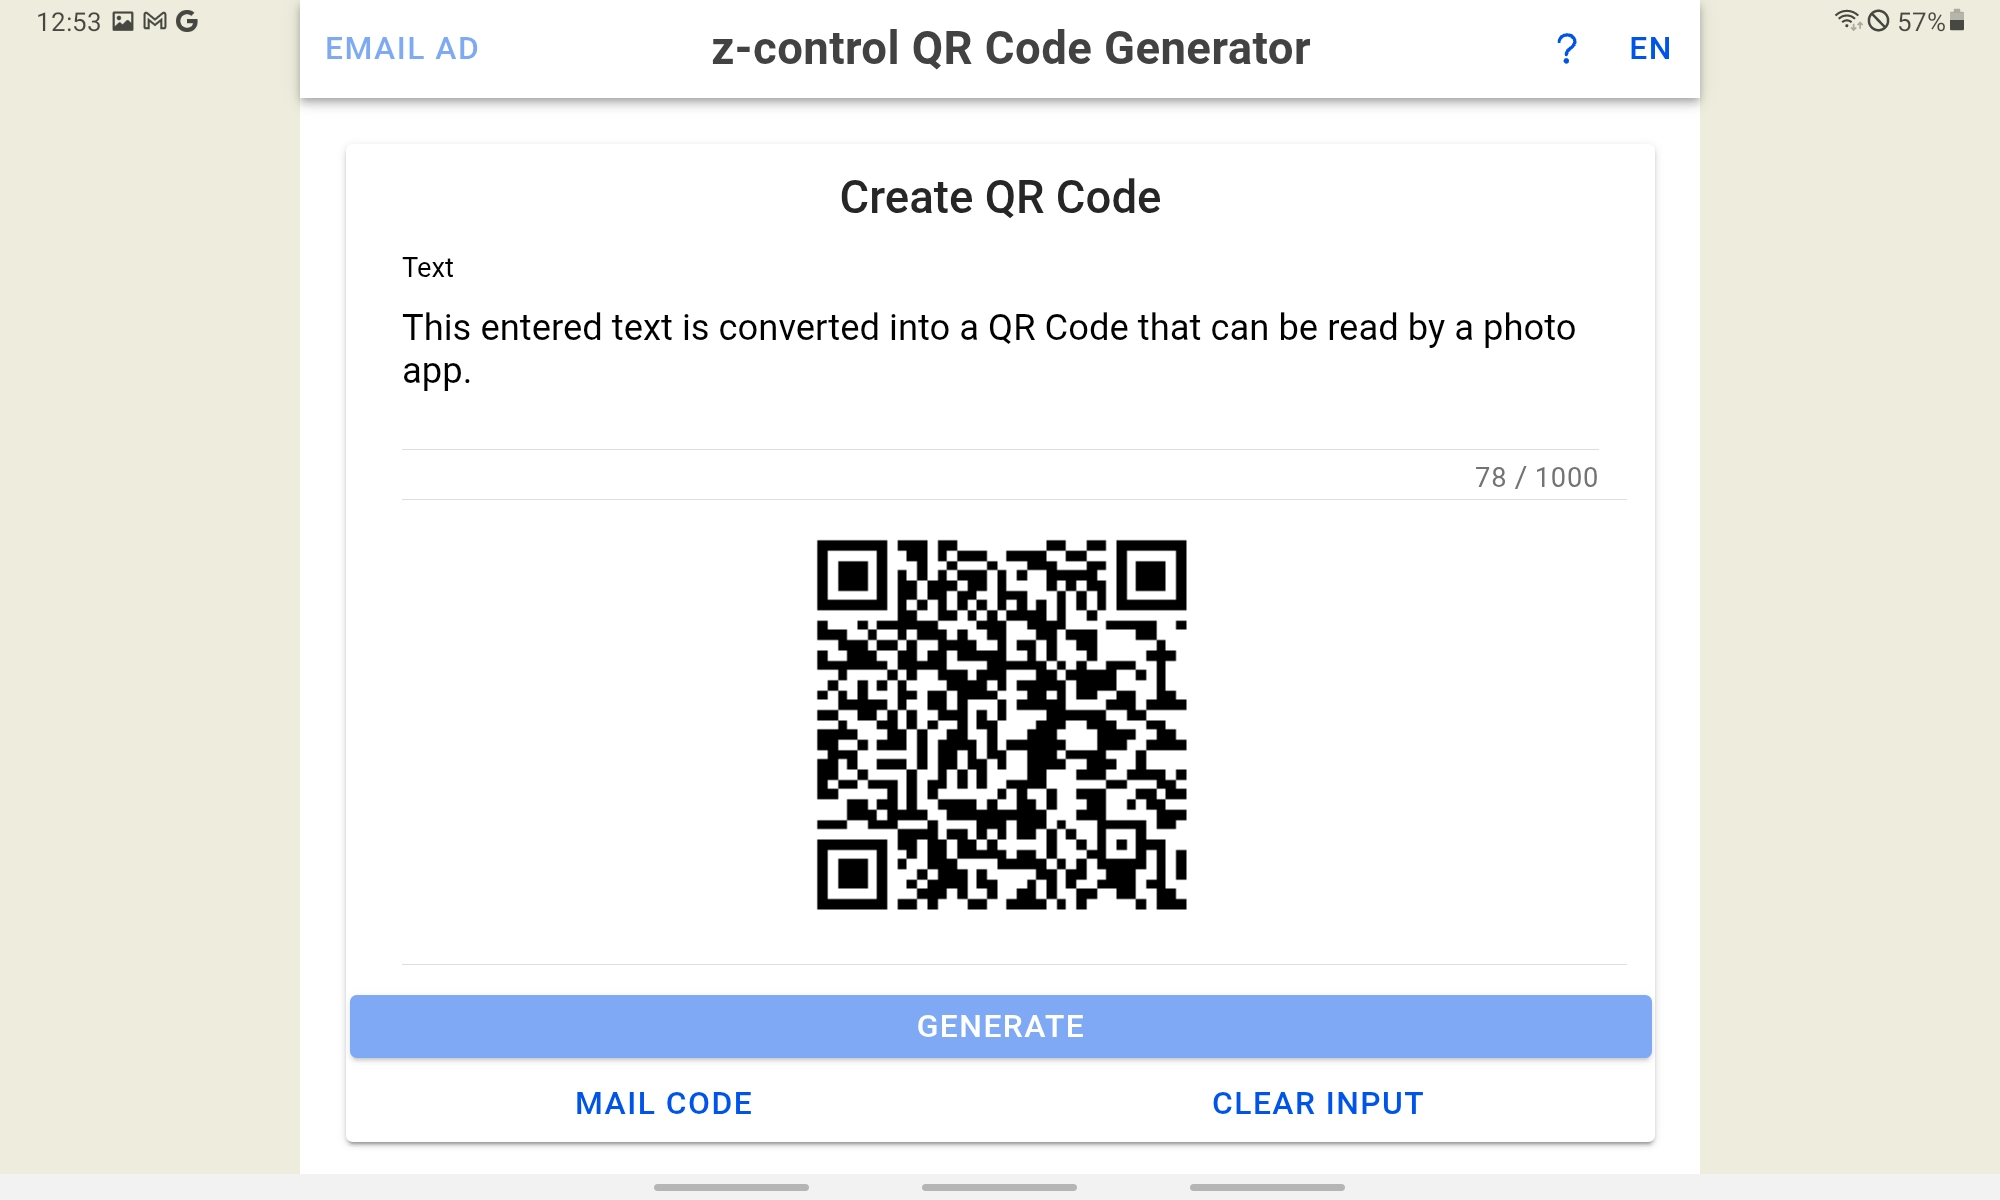 12:53
57%
EMAIL AD
z-control QR Code Generator
?
EN
Create QR Code
Text
This entered text is converted into a QR Code that can be read by a photo
app.
78 / 1000
GENERATE
MAIL CODE
CLEAR INPUT